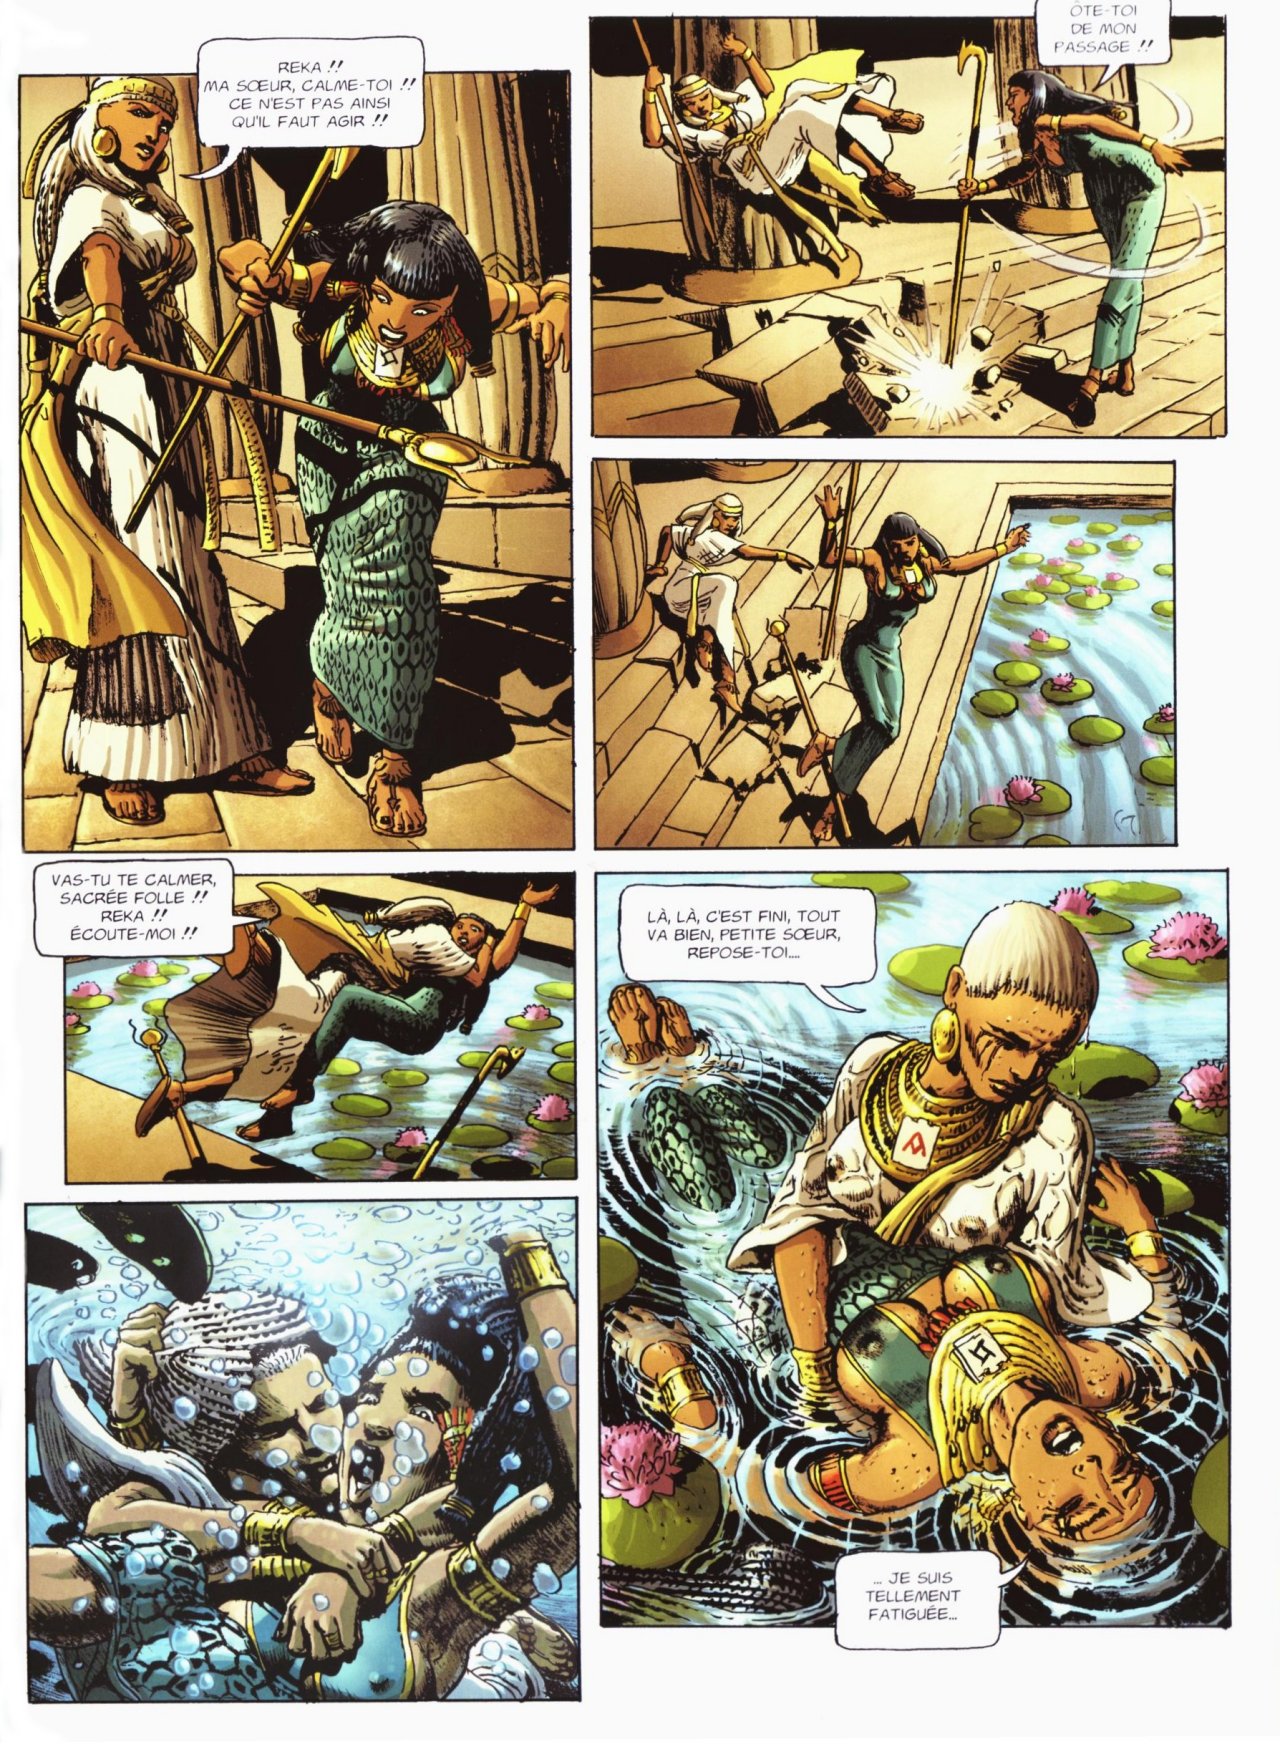 REKA !!
MA SŒUR, CALME-TOI !!
CE N'EST PAS AINSI
QU'IL FAUT AGIR !!
ÔTE-TOI
DE MON
PASSAGE !!
VAS-TU TE CALMER,
SACRÉE FOLLE !!
REKA !!
ÉCOUTE-MOI !!
LÀ, LÀ, C'EST FINI, TOUT
VA BIEN, PETITE SŒUR,
REPOSE-TOI....
... JE SUIS
TELLEMENT
FATIGUÉE...